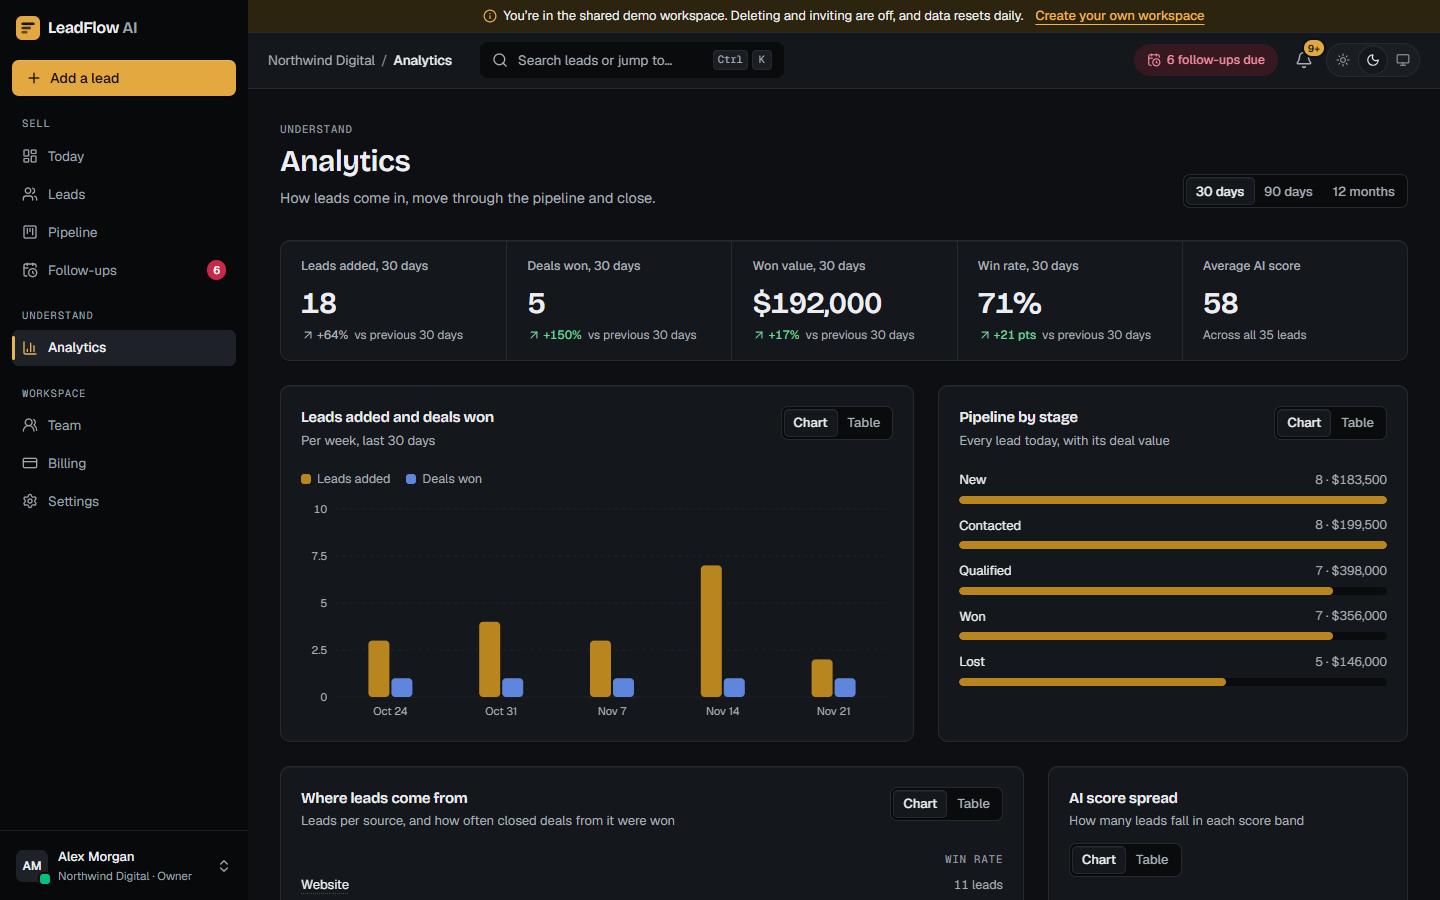 LeadFlow AI
Add a lead
SELL
Today
Leads
Pipeline
Follow-ups 6
UNDERSTAND
Analytics
WORKSPACE
Team
Billing
Settings
AM
Alex Morgan
Northwind Digital · Owner
You're in the shared demo workspace. Deleting and inviting are off, and data resets daily. Create your own workspace
Northwind Digital / Analytics
Search leads or jump to... Ctrl K
6 follow-ups due
9+
UNDERSTAND
Analytics
How leads come in, move through the pipeline and close.
30 days 90 days 12 months
Leads added, 30 days
18
+64% vs previous 30 days
Deals won, 30 days
5
+150% vs previous 30 days
Won value, 30 days
$192,000
+17% vs previous 30 days
Win rate, 30 days
71%
+21 pts vs previous 30 days
Average AI score
58
Across all 35 leads
Leads added and deals won
Per week, last 30 days
Chart Table
Leads added Deals won
10
7.5
5
2.5
0
Oct 24 Oct 31 Nov 7 Nov 14 Nov 21
Pipeline by stage
Every lead today, with its deal value
Chart Table
New 8 · $183,500
Contacted 8 · $199,500
Qualified 7 · $398,000
Won 7 · $356,000
Lost 5 · $146,000
Where leads come from
Leads per source, and how often closed deals from it were won
Chart Table
WIN RATE
Website 11 leads
AI score spread
How many leads fall in each score band
Chart Table